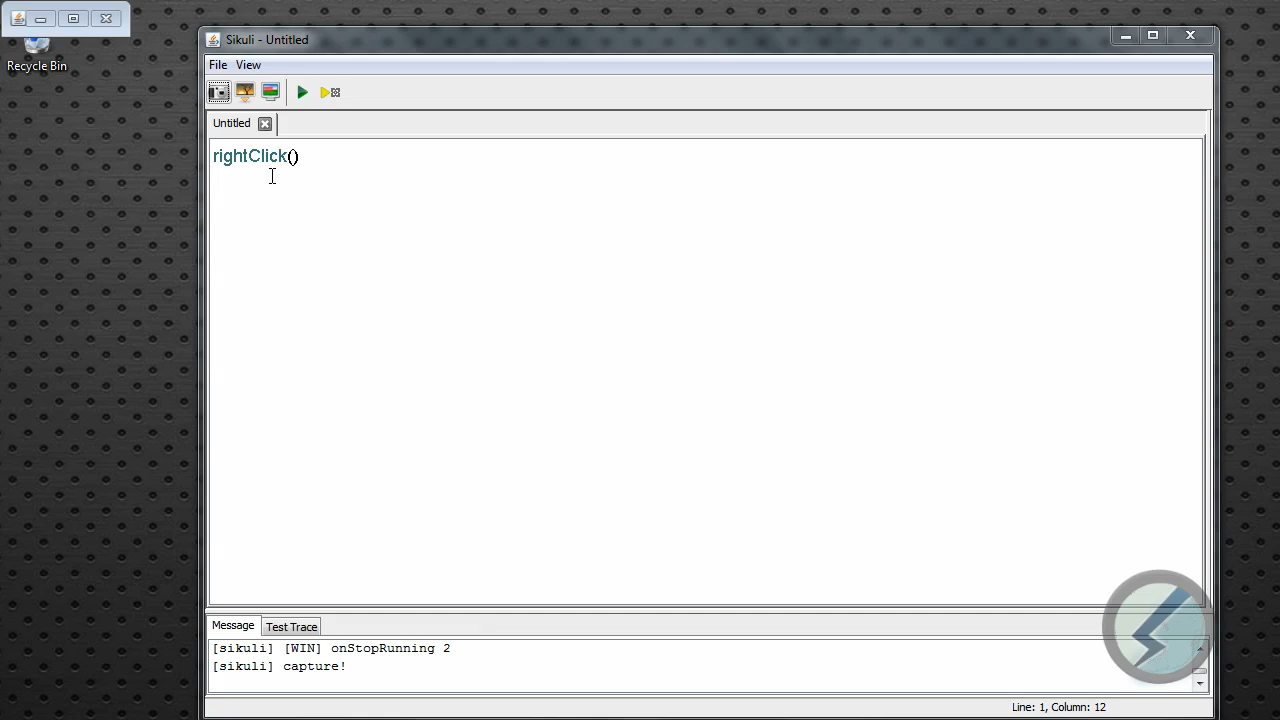 Recycle Bin
Sikuli - Untitled
File View
Untitled
rightClick()
Message Test Trace
[sikuli] [WIN] onStopRunning 2
[sikuli] capture!
Line: 1, Column: 12